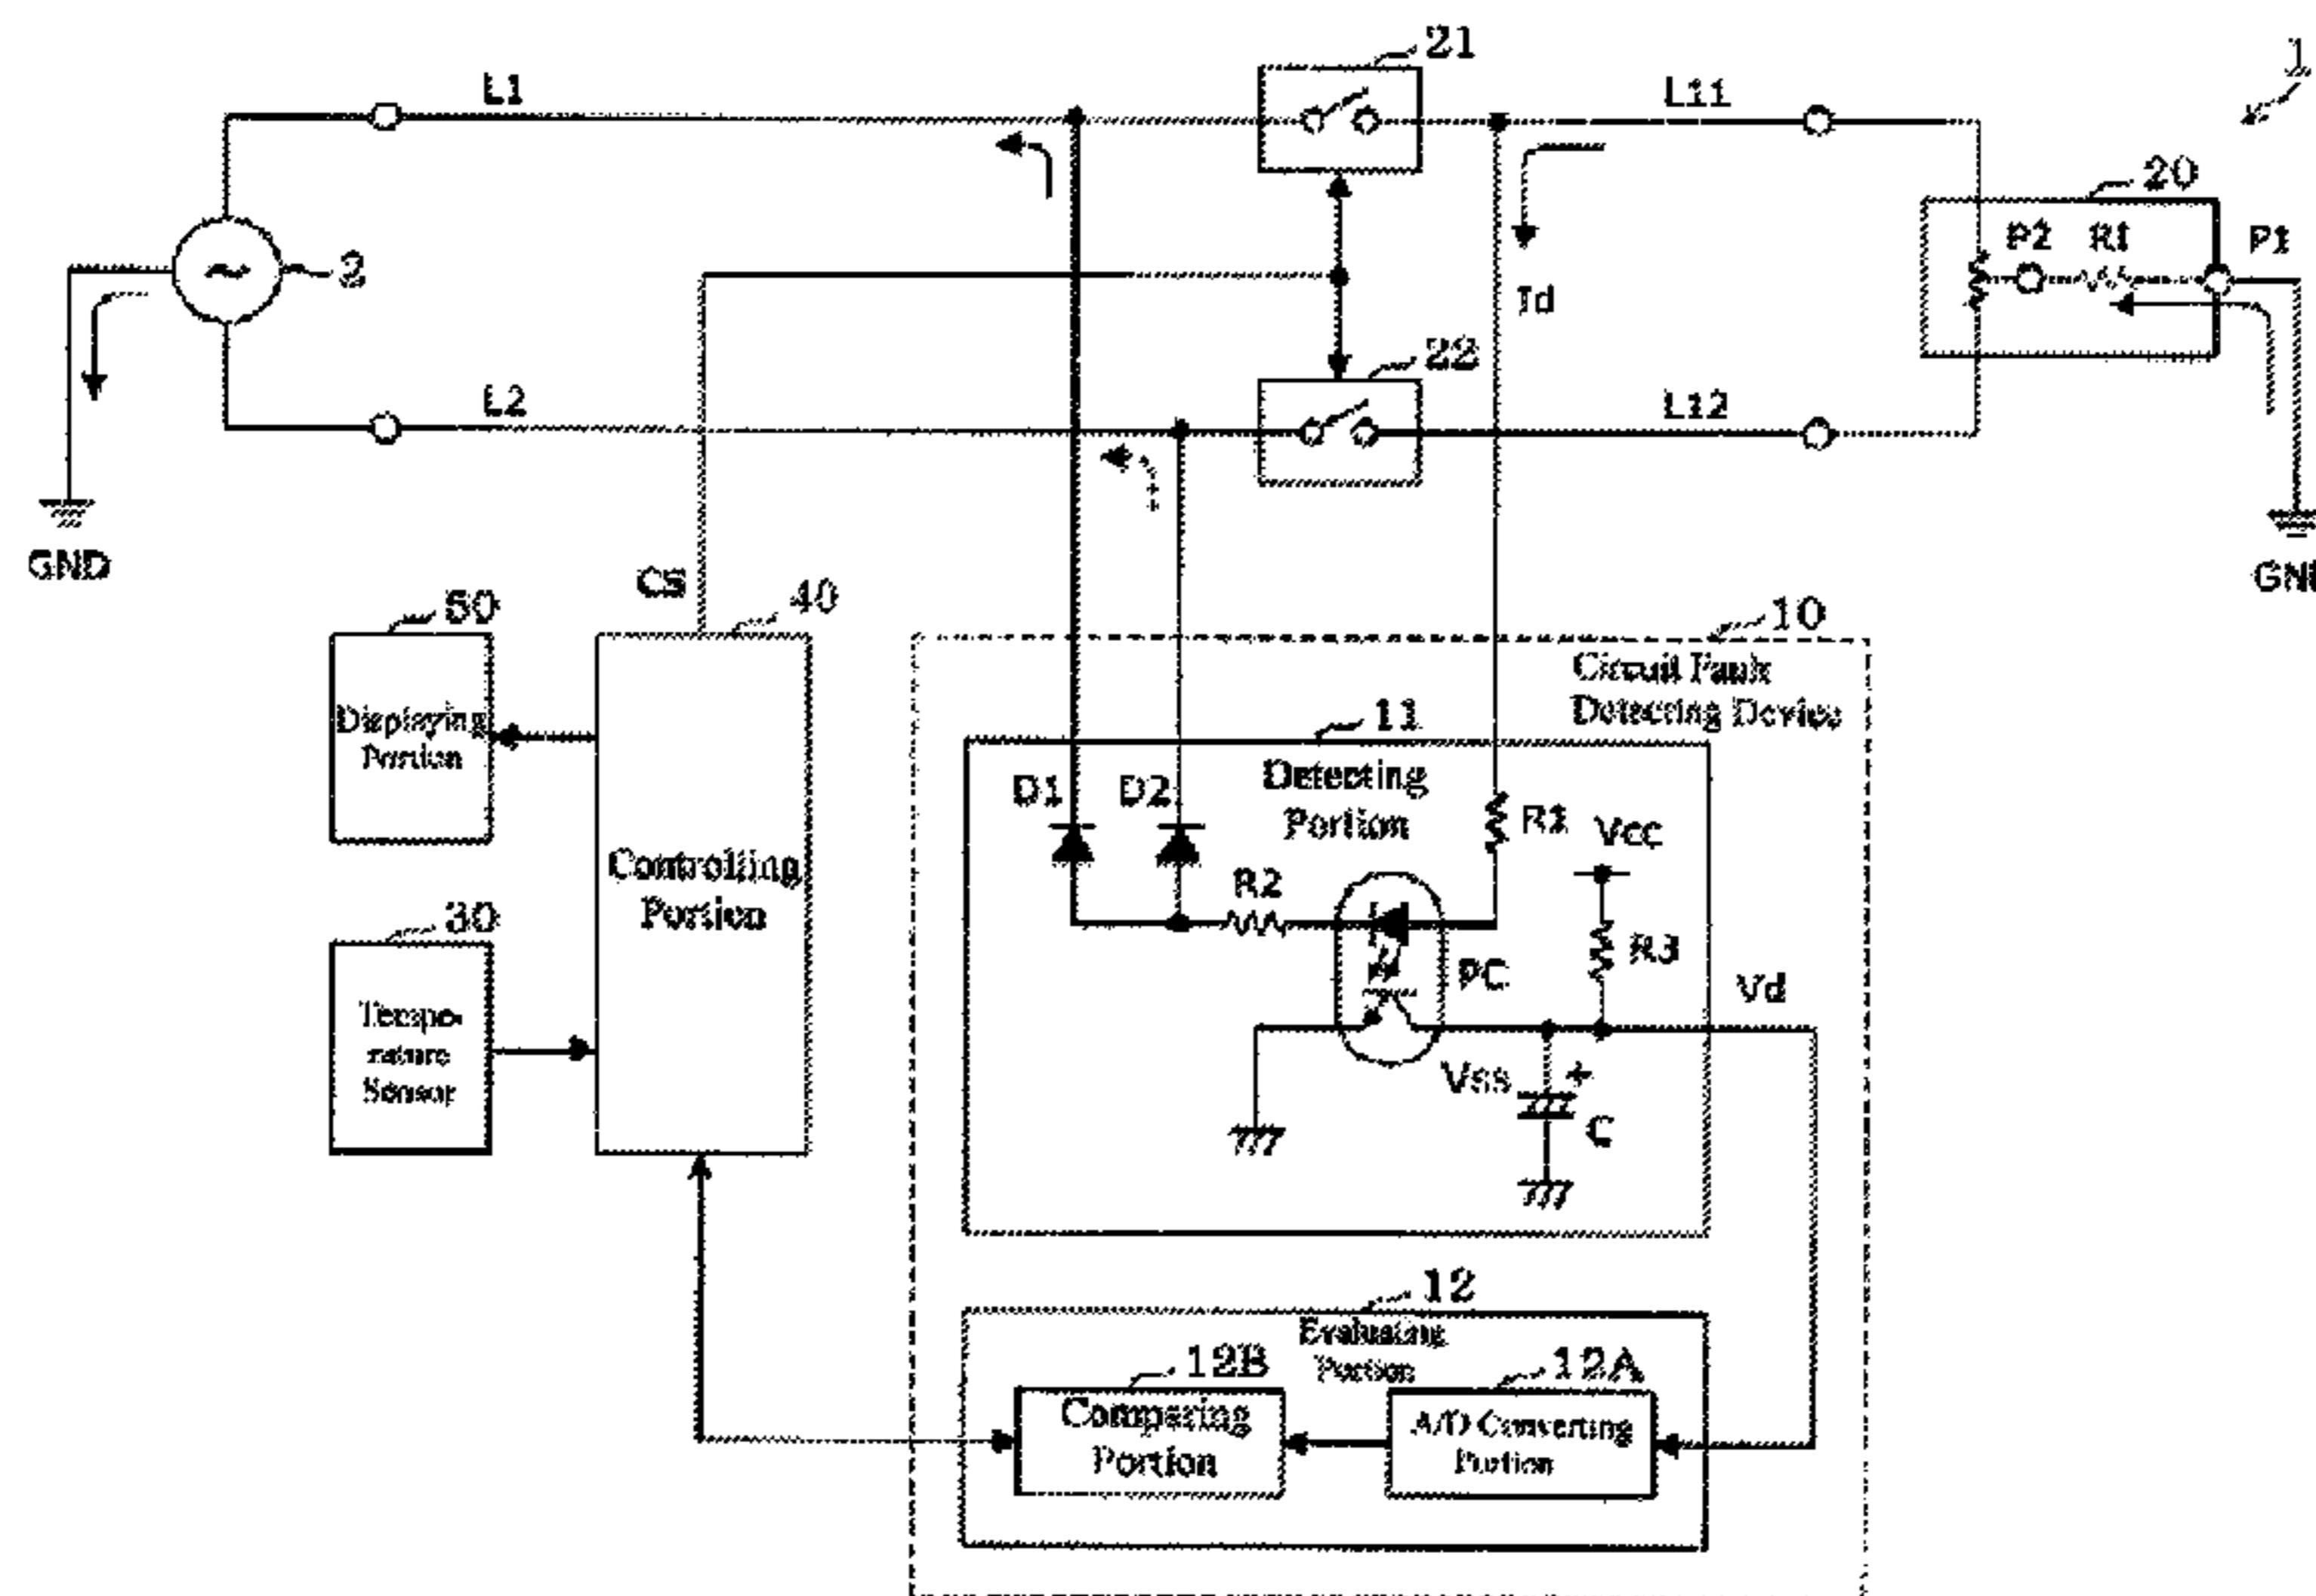 21
1
L1
L11
20
P2 R1 P1
2
Id
22
L2
L12
GND
CS
50
40
10
Circuit Fault
Detecting Device
Displaying
Portion
11
Detecting
Portion
D1
D2
R1
Vcc
Controlling
Portion
R2
30
R3
PC
Vd
Tempe-
rature
Sensor
Vss
+
C
12
Evaluating
Portion
12B
12A
Comparing
Portion
A/D Converting
Portion